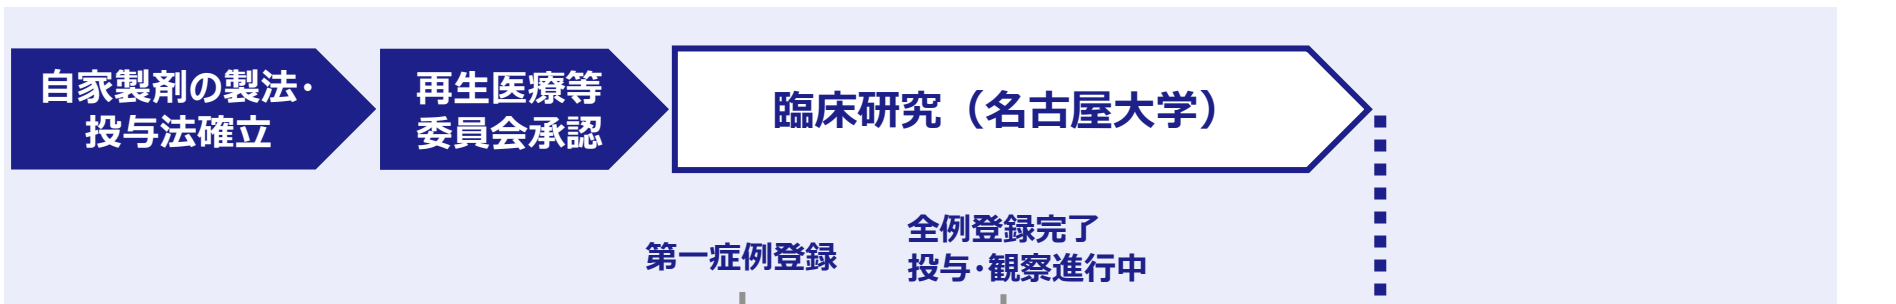 自家製剤の製法･
投与法確立
再生医療等
委員会承認
臨床研究（名古屋大学）
第一症例登録
全例登録完了
投与･観察進行中